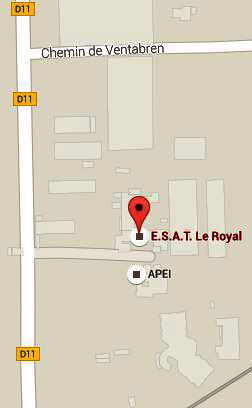 D11
Chemin de Ventabren
D11
E.S.A.T. Le Royal
APEI
D11